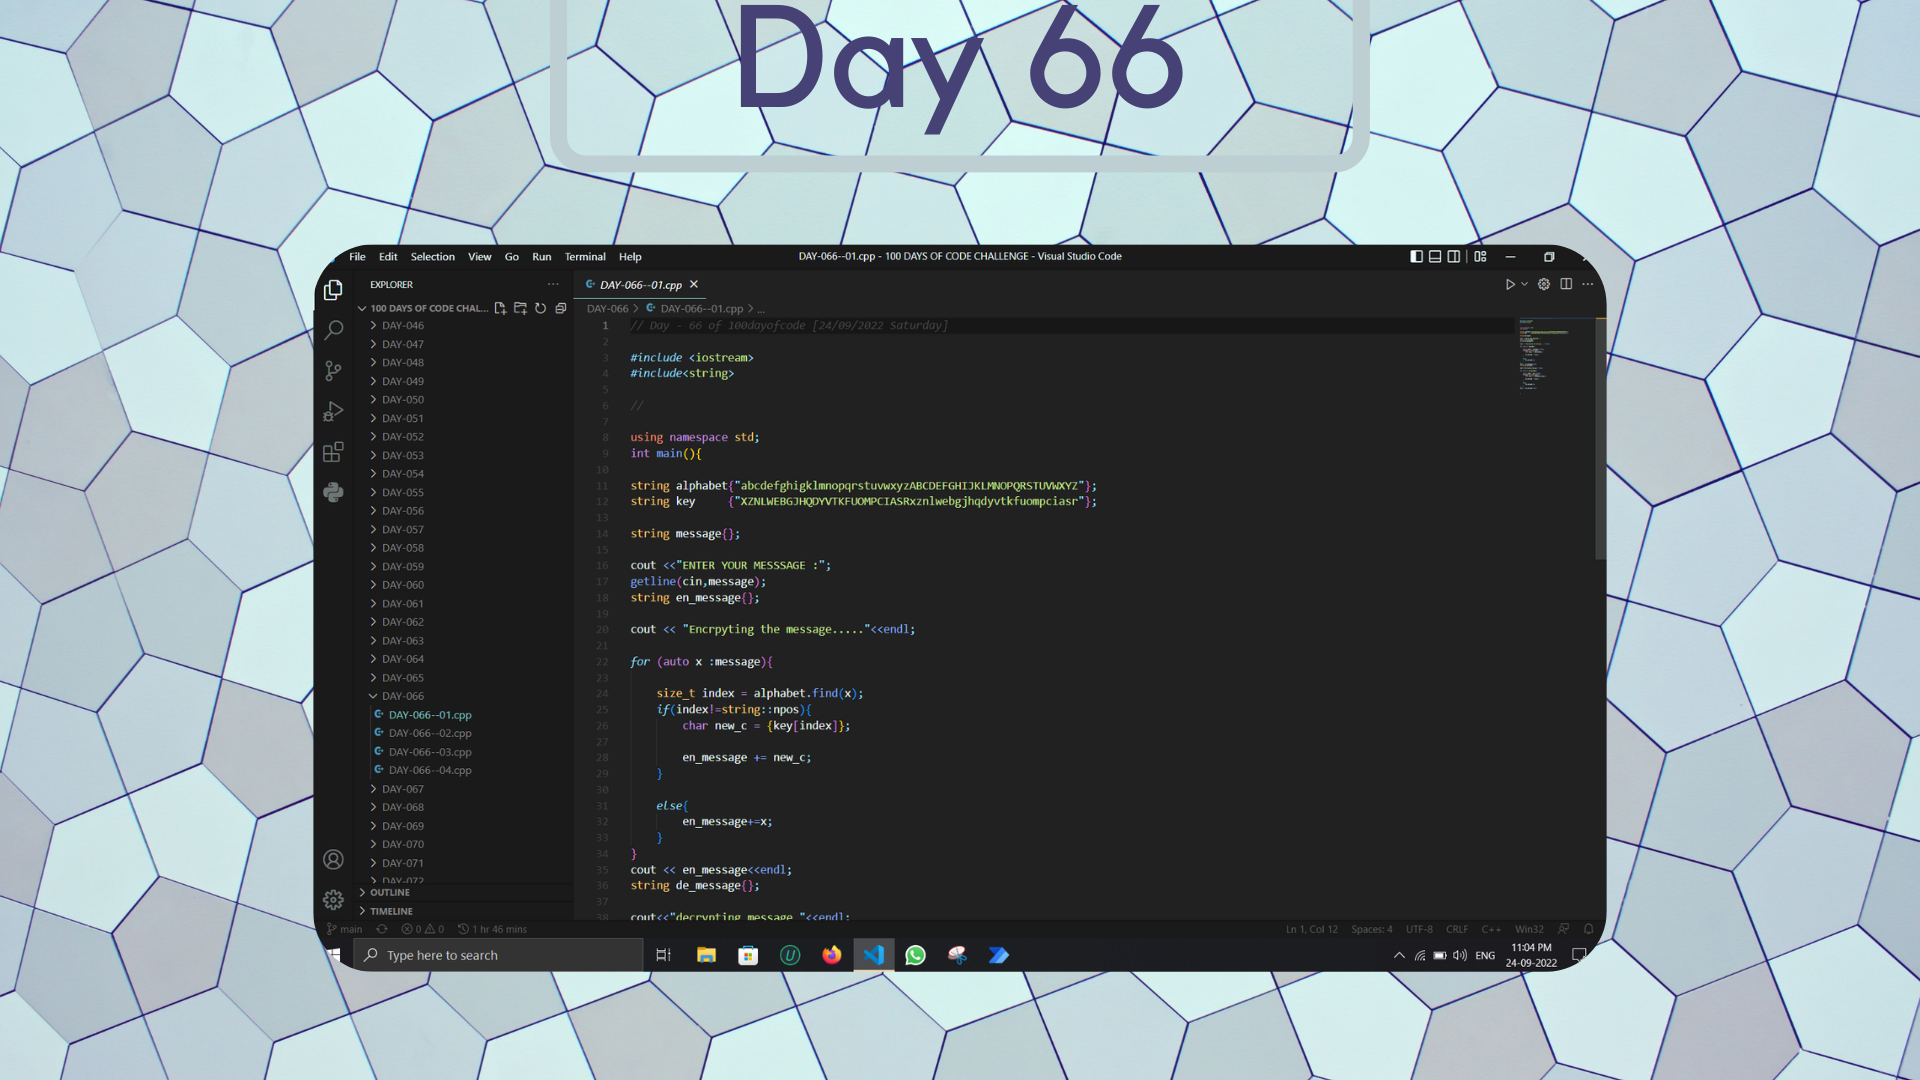 Day 66
File Edit Selection View Go Run Terminal Help
DAY-066--01.cpp - 100 DAYS OF CODE CHALLENGE - Visual Studio Code
EXPLORER
100 DAYS OF CODE CHAL...
DAY-046
DAY-047
DAY-048
DAY-049
DAY-050
DAY-051
DAY-052
DAY-053
DAY-054
DAY-055
DAY-056
DAY-057
DAY-058
DAY-059
DAY-060
DAY-061
DAY-062
DAY-063
DAY-064
DAY-065
DAY-066
DAY-066--01.cpp
DAY-066--02.cpp
DAY-066--03.cpp
DAY-066--04.cpp
DAY-067
DAY-068
DAY-069
DAY-070
DAY-071
DAY-072
OUTLINE
TIMELINE
DAY-066--01.cpp
DAY-066 > DAY-066--01.cpp > ...
1 // Day - 66 of 100dayofcode [24/09/2022 Saturday]
2
3 #include <iostream>
4 #include<string>
5
6 //
7
8 using namespace std;
9 int main(){
10
11 string alphabet{"abcdefghigklmnopqrstuvwxyzABCDEFGHIJKLMNOPQRSTUVWXYZ"};
12 string key {"XZNLWEBGJHQDYVTKFUOMPCIASRxznlwebgjhqdyvtkfuompciasr"};
13
14 string message{};
15
16 cout <<"ENTER YOUR MESSSAGE :";
17 getline(cin,message);
18 string en_message{};
19
20 cout << "Encrpyting the message....."<<endl;
21
22 for (auto x :message){
23
24 size_t index = alphabet.find(x);
25 if(index!=string::npos){
26 char new_c = {key[index]};
27
28 en_message += new_c;
29 }
30
31 else{
32 en_message+=x;
33 }
34 }
35 cout << en_message<<endl;
36 string de_message{};
37
38 cout<<"decrypting message "<<endl;
main 0 0 1 hr 46 mins
Ln 1, Col 12 Spaces: 4 UTF-8 CRLF C++ Win32
Type here to search
ENG
11:04 PM
24-09-2022